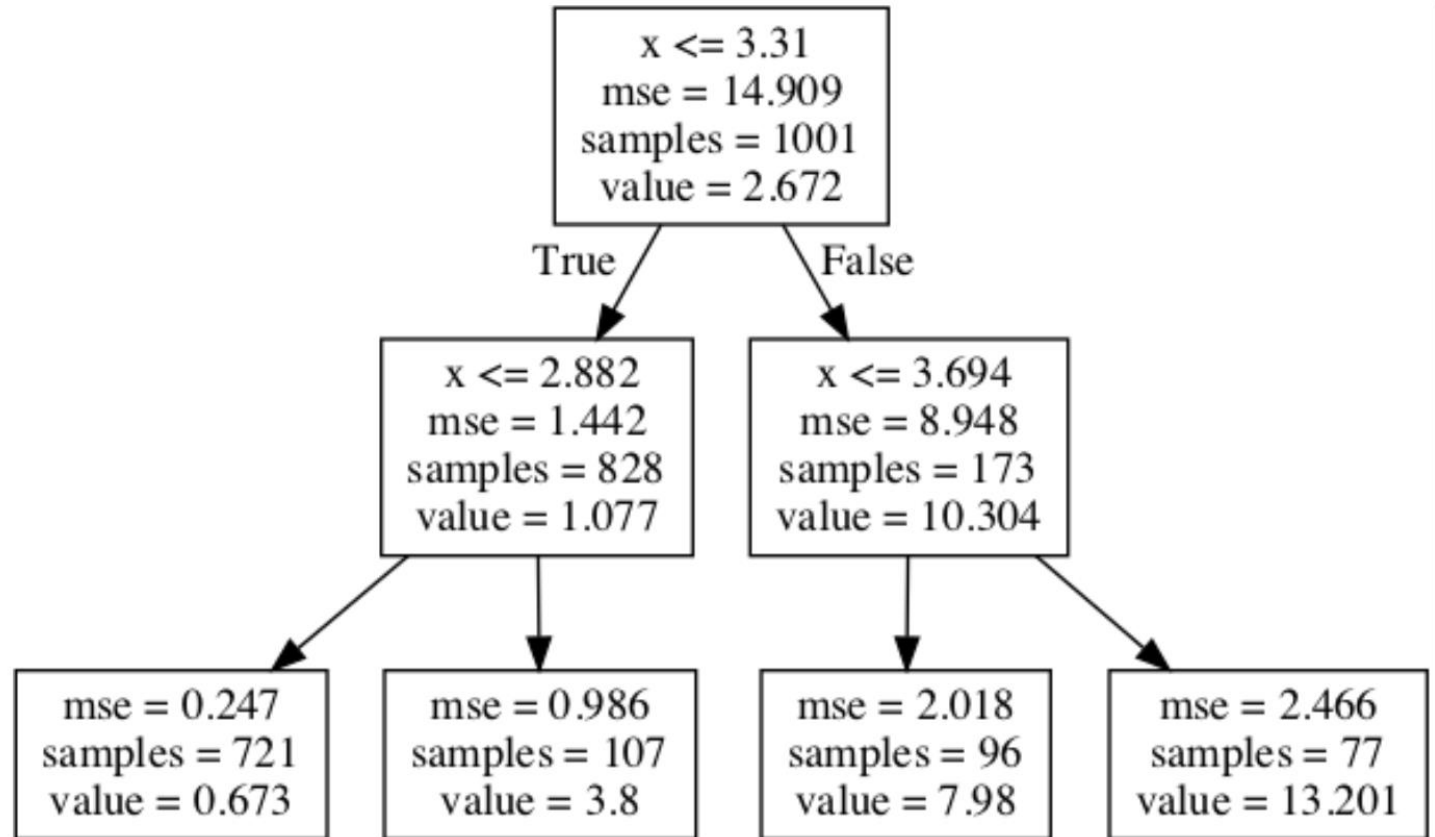 x <= 3.31
mse = 14.909
samples = 1001
value = 2.672
True
False
x <= 2.882
mse = 1.442
samples = 828
value = 1.077
x <= 3.694
mse = 8.948
samples = 173
value = 10.304
mse = 0.247
samples = 721
value = 0.673
mse = 0.986
samples = 107
value = 3.8
mse = 2.018
samples = 96
value = 7.98
mse = 2.466
samples = 77
value = 13.201